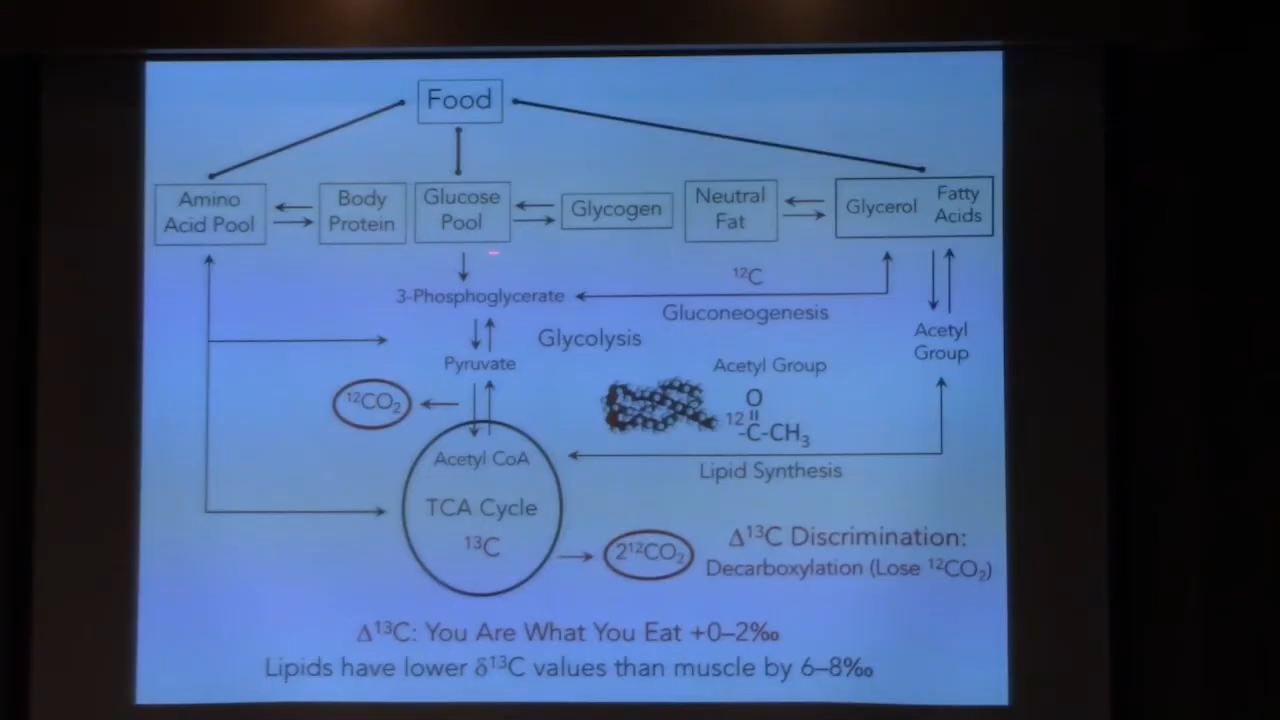 Food
Amino
Acid Pool
Body
Protein
Glucose
Pool
Glycogen
Neutral
Fat
Glycerol
Fatty
Acids
¹²C
3-Phosphoglycerate
Gluconeogenesis
Glycolysis
Acetyl
Group
Pyruvate
Acetyl Group
¹²CO₂
O
¹²
-C-CH₃
Acetyl CoA
Lipid Synthesis
TCA Cycle
¹³C
2¹²CO₂
Δ¹³C Discrimination:
Decarboxylation (Lose ¹²CO₂)
Δ¹³C: You Are What You Eat +0–2‰
Lipids have lower δ¹³C values than muscle by 6–8‰